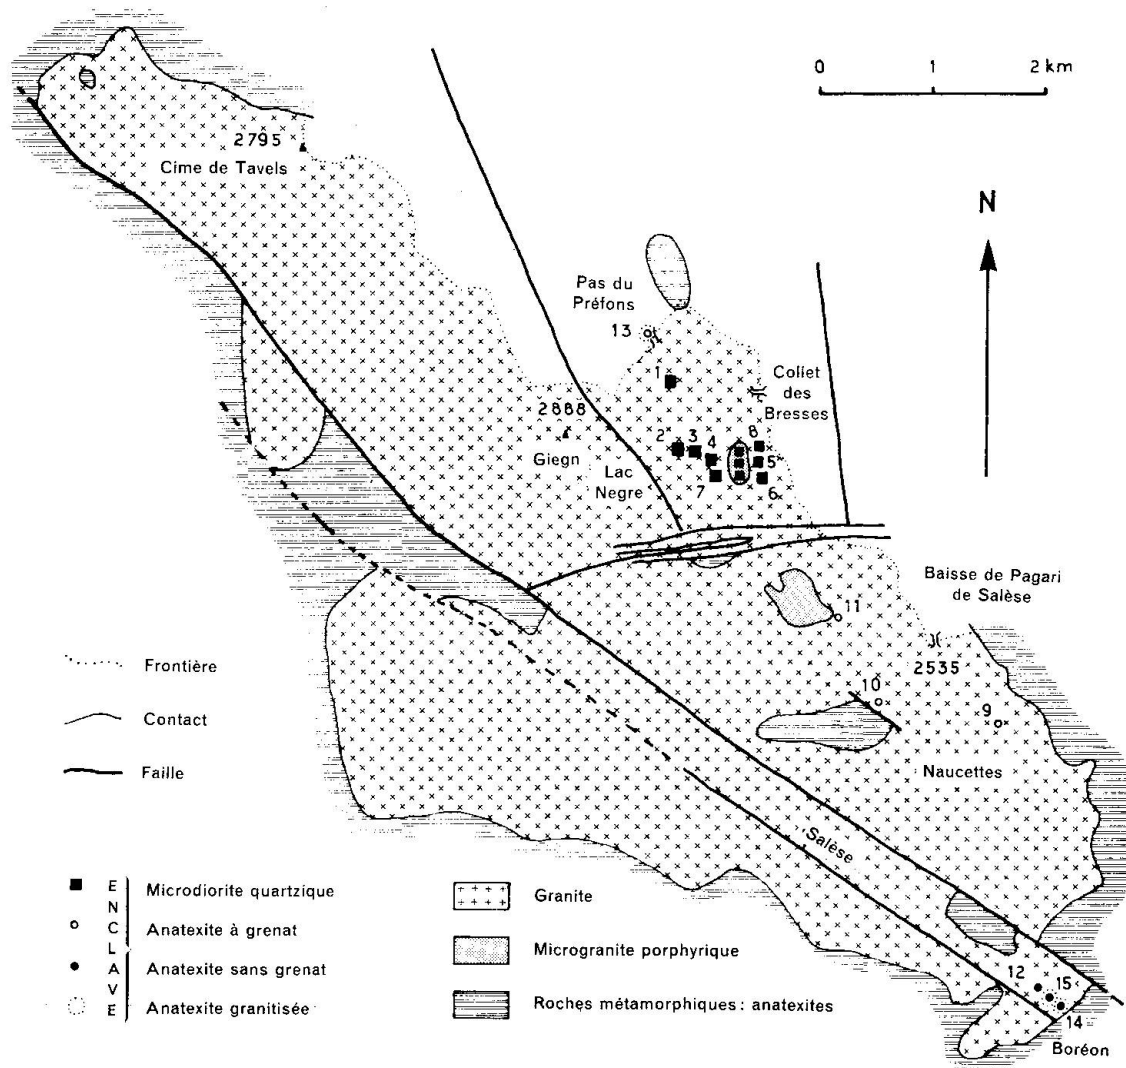 0 1 2 km
2795
Cime de Tavels
N
Pas du
Préfons
13
1
Collet
des
Bresses
2888
Giegn
2 3 4 8
5
7 6
Lac
Negre
Baisse de Pagari
de Salèse
11
2535
10
9
Naucettes
Salèse
12 15
14
Boréon
Frontière
Contact
Faille
ENCLAVE
Microdiorite quartzique
Anatexite à grenat
Anatexite sans grenat
Anatexite granitisée
Granite
Microgranite porphyrique
Roches métamorphiques : anatexites